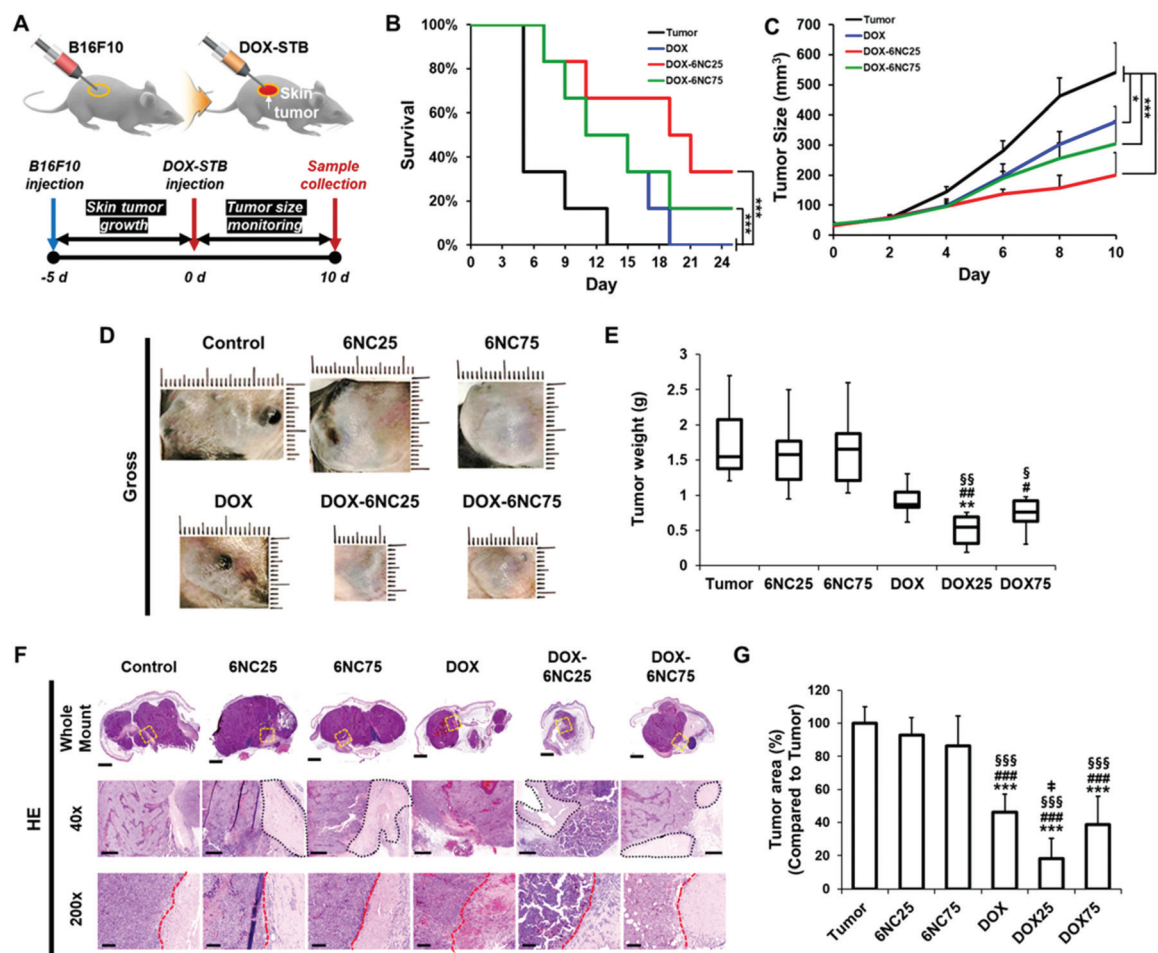 A
B16F10
DOX-STB
Skin
tumor
B16F10
injection
DOX-STB
injection
Sample
collection
Skin tumor
growth
Tumor size
monitoring
-5 d
0 d
10 d
B
Survival
100%
80%
60%
40%
20%
0%
0 3 6 9 12 15 18 21 24
Day
Tumor
DOX
DOX-6NC25
DOX-6NC75
***
***
C
Tumor Size (mm³)
700
600
500
400
300
200
100
0
0 2 4 6 8 10
Day
Tumor
DOX
DOX-6NC25
DOX-6NC75
*
***
D
Gross
Control 6NC25 6NC75
DOX DOX-6NC25 DOX-6NC75
E
Tumor weight (g)
3
2.5
2
1.5
1
0.5
0
§§
##
**
§
#
Tumor 6NC25 6NC75 DOX DOX25 DOX75
F
HE
Control 6NC25 6NC75 DOX DOX-
6NC25 DOX-
6NC75
Whole
Mount
40x
200x
G
Tumor area (%)
(Compared to Tumor)
120
100
80
60
40
20
0
§§§
###
***
ǂ
§§§
###
***
§§§
###
***
Tumor 6NC25 6NC75 DOX DOX25 DOX75